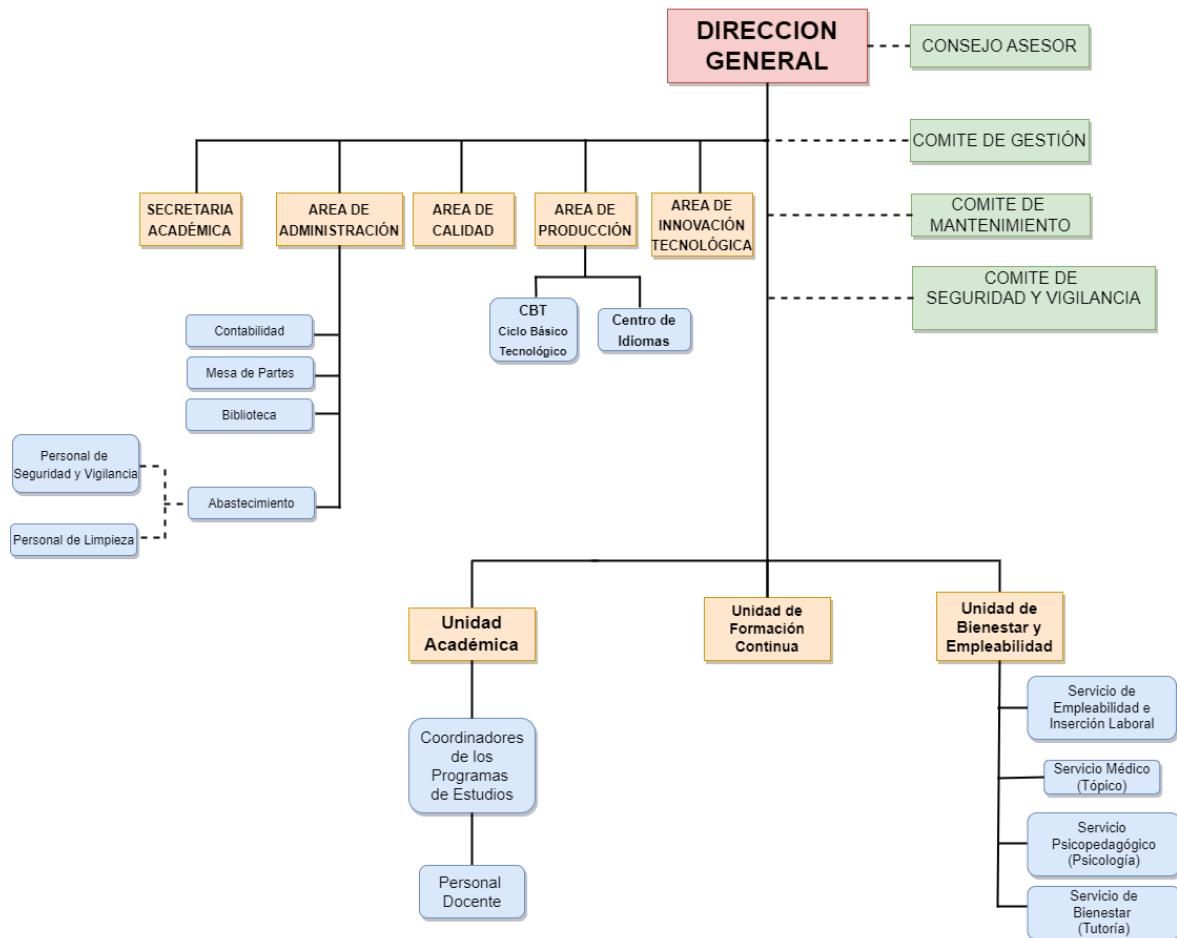 DIRECCION
GENERAL
CONSEJO ASESOR
COMITE DE GESTIÓN
SECRETARIA
ACADÉMICA
AREA DE
ADMINISTRACIÓN
AREA DE
CALIDAD
AREA DE
PRODUCCIÓN
AREA DE
INNOVACIÓN
TECNOLÓGICA
COMITE DE
MANTENIMIENTO
COMITE DE
SEGURIDAD Y VIGILANCIA
CBT
Ciclo Básico
Tecnológico
Centro de
Idiomas
Contabilidad
Mesa de Partes
Biblioteca
Personal de
Seguridad y Vigilancia
Abastecimiento
Personal de Limpieza
Unidad
Académica
Unidad de
Formación
Continua
Unidad de
Bienestar y
Empleabilidad
Coordinadores
de los
Programas
de Estudios
Personal
Docente
Servicio de
Empleabilidad e
Inserción Laboral
Servicio Médico
(Tópico)
Servicio
Psicopedagógico
(Psicología)
Servicio de
Bienestar
(Tutoría)